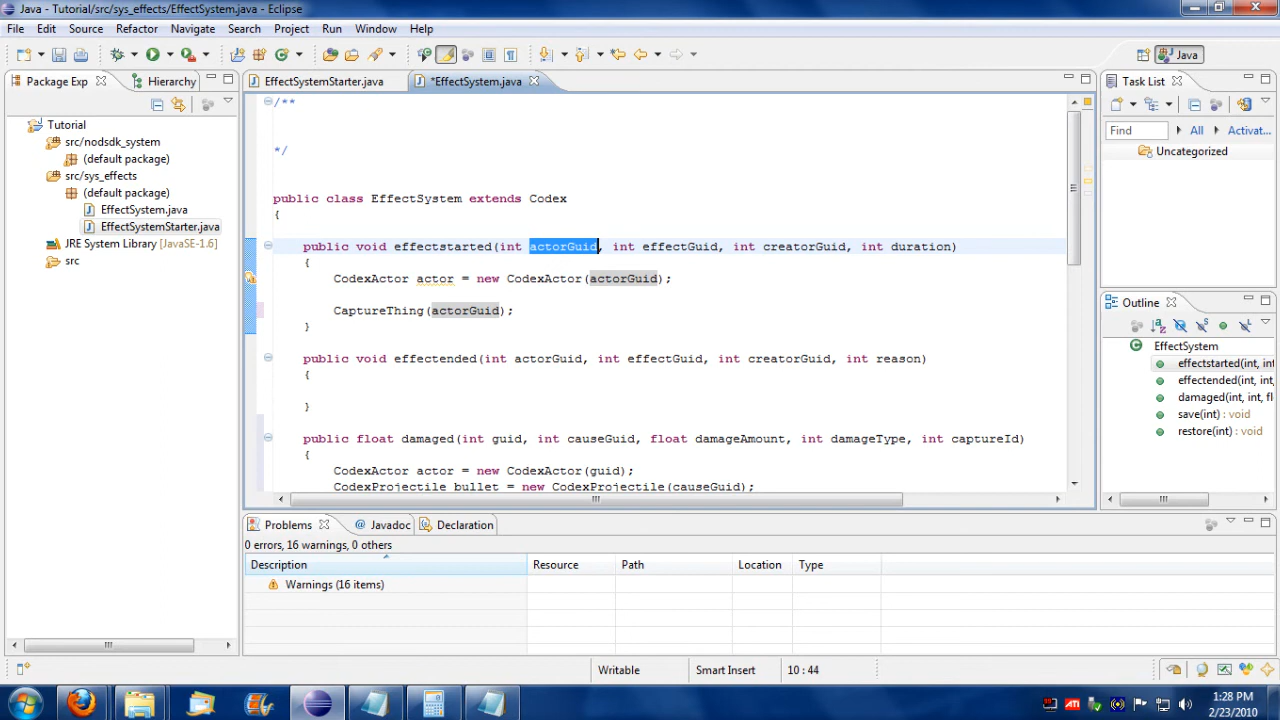 Java - Tutorial/src/sys_effects/EffectSystem.java - Eclipse
File Edit Source Refactor Navigate Search Project Run Window Help
Java
Package Exp Hierarchy
Tutorial
src/nodsdk_system
(default package)
src/sys_effects
(default package)
EffectSystem.java
EffectSystemStarter.java
JRE System Library [JavaSE-1.6]
src
EffectSystemStarter.java *EffectSystem.java
/**
*/
public class EffectSystem extends Codex
{
public void effectstarted(int actorGuid, int effectGuid, int creatorGuid, int duration)
{
CodexActor actor = new CodexActor(actorGuid);
CaptureThing(actorGuid);
}
public void effectended(int actorGuid, int effectGuid, int creatorGuid, int reason)
{
}
public float damaged(int guid, int causeGuid, float damageAmount, int damageType, int captureId)
{
CodexActor actor = new CodexActor(guid);
CodexProjectile bullet = new CodexProjectile(causeGuid);
Task List
Find All Activat...
Uncategorized
Outline
EffectSystem
effectstarted(int, int
effectended(int, int,
damaged(int, int, fl
save(int) : void
restore(int) : void
Problems @ Javadoc Declaration
0 errors, 16 warnings, 0 others
Description Resource Path Location Type
Warnings (16 items)
Writable Smart Insert 10 : 44
ATI
1:28 PM
2/23/2010